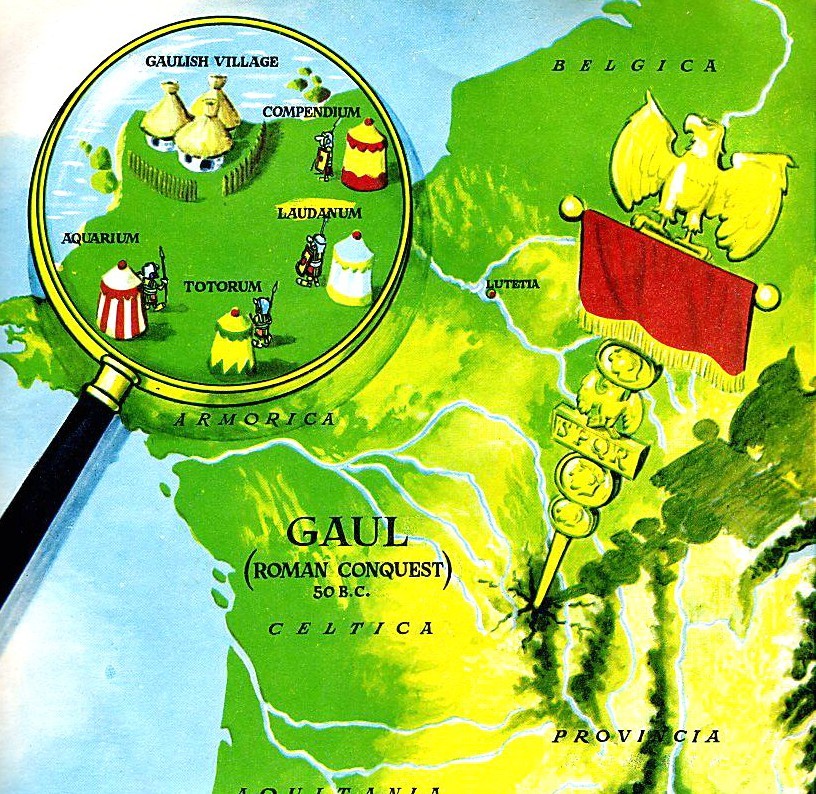 GAULISH VILLAGE
BELGICA
COMPENDIUM
LAUDANUM
AQUARIUM
TOTORUM
LUTETIA
ARMORICA
SPQR
GAUL
(ROMAN CONQUEST)
50 B.C.
CELTICA
PROVINCIA
AQUITANIA